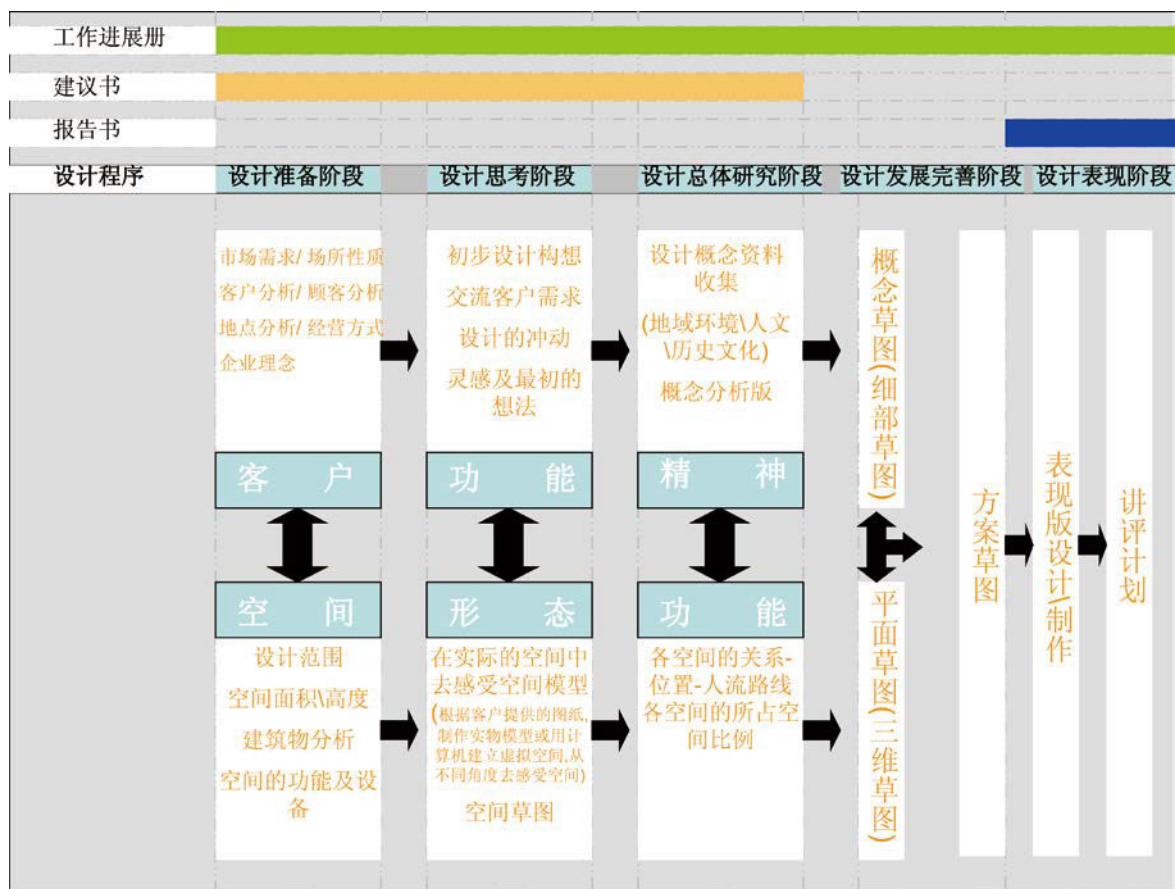 工作进展册
建议书
报告书
设计程序
设计准备阶段
设计思考阶段
设计总体研究阶段
设计发展完善阶段
设计表现阶段
市场需求/ 场所性质
客户分析/ 顾客分析
地点分析/ 经营方式
企业理念
初步设计构想
交流客户需求
设计的冲动
灵感及最初的
想法
设计概念资料
收集
(地域环境\人文
\历史文化)
概念分析版
概念草图(细部草图)
客 户
功 能
精 神
空 间
形 态
功 能
设计范围
空间面积\高度
建筑物分析
空间的功能及设
备
在实际的空间中
去感受空间模型
(根据客户提供的图纸,
制作实物模型或用计
算机建立虚拟空间,从
不同角度去感受空间)
空间草图
各空间的关系-
位置-人流路线
各空间的所占空
间比例
平面草图(三维草图)
方案草图
表现版设计\制作
讲评计划